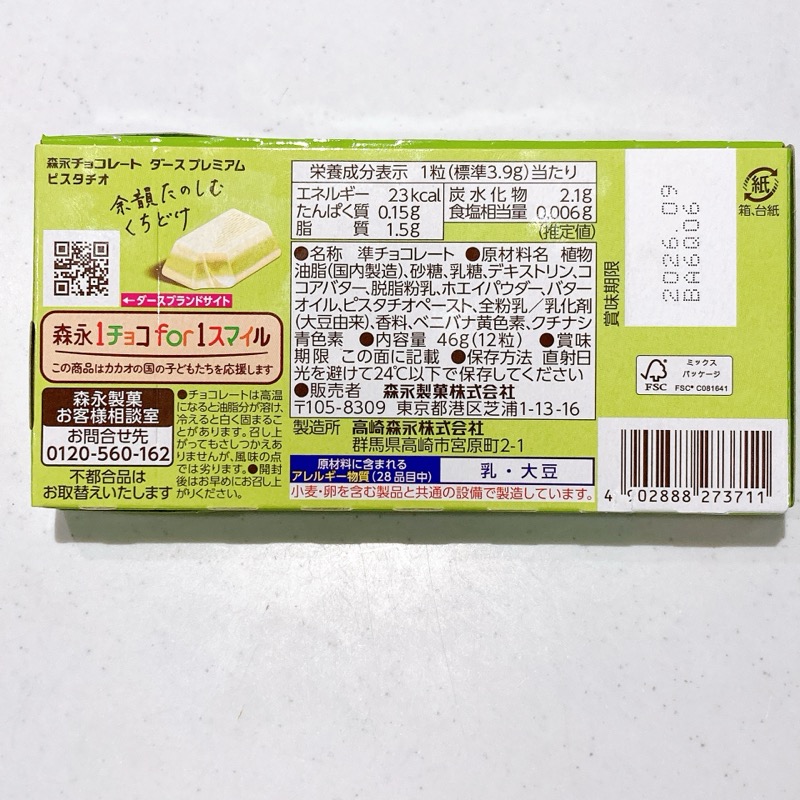 森永チョコレート ダースプレミアム
ピスタチオ
余韻たのしむ
くちどけ
←ダースブランドサイト
森永1チョコfor1スマイル
この商品はカカオの国の子どもたちを応援します
森永製菓
お客様相談室
お問合せ先
0120-560-162
不都合品は
お取替えいたします
●チョコレートは高温
になると油脂分が溶け、
冷えると白く固まるこ
とがあります。召し上
がってもさしつかえあ
りませんが、風味の点
では劣ります。●開封
後はお早めにお召し上
がりください。
栄養成分表示 1粒(標準3.9g)当たり
エネルギー 23kcal 炭水化物 2.1g
たんぱく質 0.15g 食塩相当量 0.006g
脂質 1.5g (推定値)
●名称 準チョコレート ●原材料名 植物
油脂(国内製造)、砂糖、乳糖、デキストリン、コ
コアバター、脱脂粉乳、ホエイパウダー、バター
オイル、ピスタチオペースト、全粉乳/乳化剤
(大豆由来)、香料、ベニバナ黄色素、クチナシ
青色素 ●内容量 46g(12粒) ●賞味
期限 この面に記載 ●保存方法 直射日
光を避けて24℃以下で保存してください
●販売者 森永製菓株式会社
〒105-8309 東京都港区芝浦1-13-16
製造所 高崎森永株式会社
群馬県高崎市宮原町2-1
原材料に含まれる
アレルギー物質(28品目中)
乳・大豆
小麦・卵を含む製品と共通の設備で製造しています。
賞味期限
2026.09
BA6Q06
紙
箱、台紙
FSC
ミックス
パッケージ
FSC® C081641
4 902888 273711